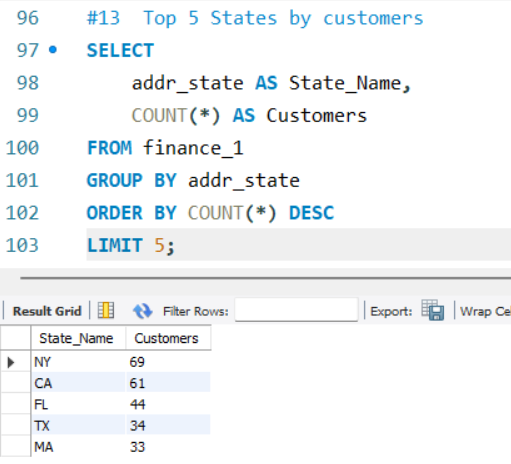 96 #13 Top 5 States by customers
97 SELECT
98 addr_state AS State_Name,
99 COUNT(*) AS Customers
100 FROM finance_1
101 GROUP BY addr_state
102 ORDER BY COUNT(*) DESC
103 LIMIT 5;
Result Grid Filter Rows: Export: Wrap Ce
State_Name Customers
NY 69
CA 61
FL 44
TX 34
MA 33